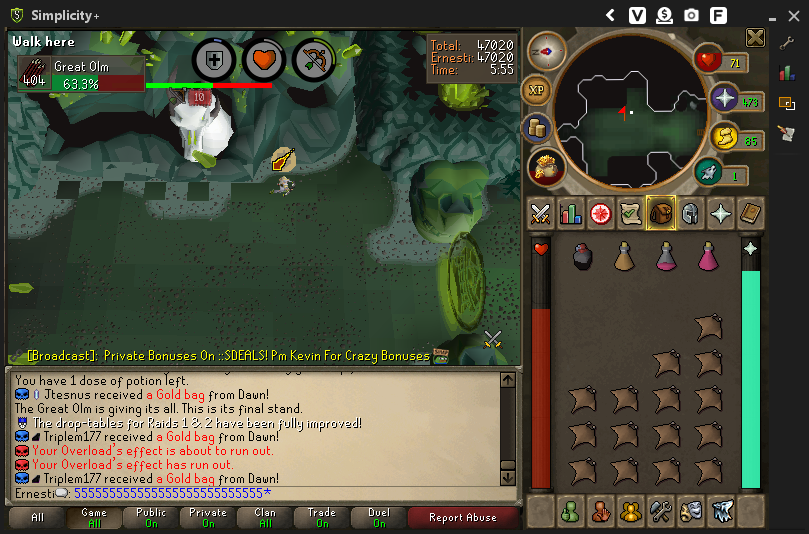 Simplicity+
Walk here
Great Olm
404
63.3%
10
Total: 47020
Ernesti: 47020
Time: 5:55
71
XP
473
85
1
[Broadcast]: Private Bonuses On ::SDEALS! Pm Kevin For Crazy Bonuses
You have 1 dose of potion left.
Jtesnus received a Gold bag from Dawn!
The Great Olm is giving its all. This is its final stand.
The drop-tables for Raids 1 & 2 have been fully improved!
Triplem177 received a Gold bag from Dawn!
Your Overload's effect is about to run out.
Your Overload's effect has run out.
Triplem177 received a Gold bag from Dawn!
All
Game
All
Public
On
Private
On
Clan
All
Trade
On
Duel
On
Report Abuse